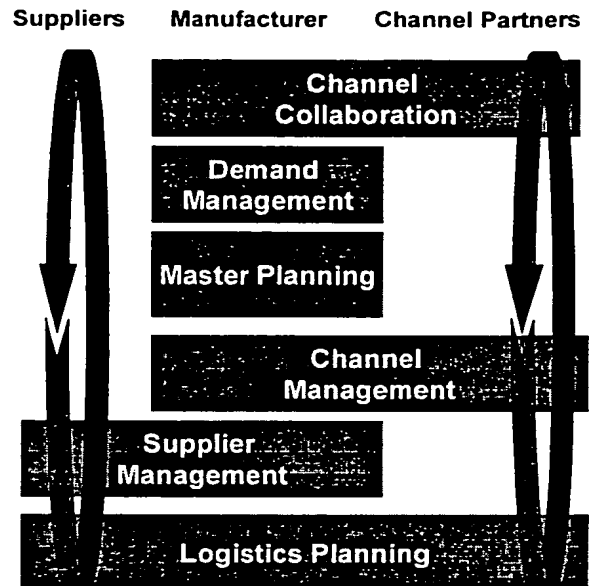 Suppliers Manufacturer Channel Partners
Channel
Collaboration
Demand
Management
Master Planning
Channel
Management
Supplier
Management
Logistics Planning